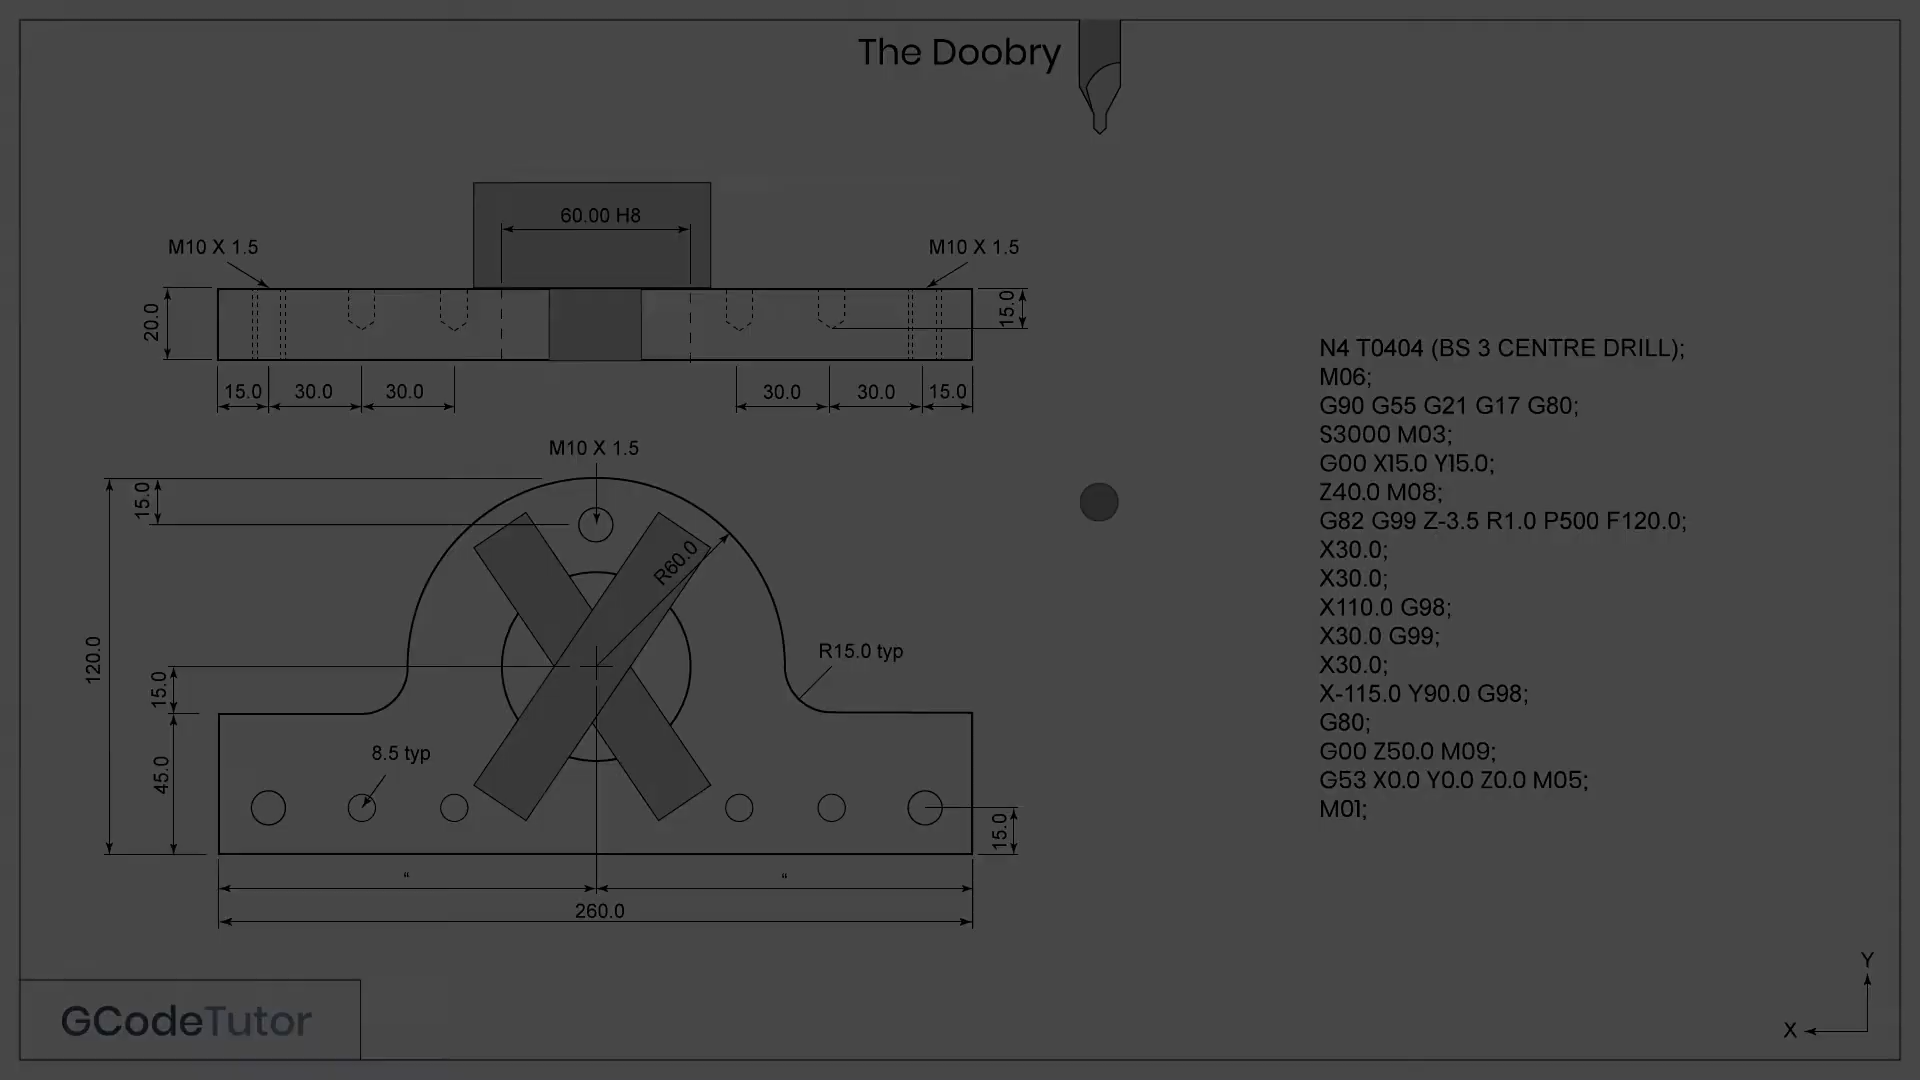 The Doobry
60.00 H8
M10 X 1.5
M10 X 1.5
20.0
15.0
15.0
30.0
30.0
30.0
30.0
15.0
M10 X 1.5
15.0
R60.0
120.0
15.0
R15.0 typ
45.0
8.5 typ
15.0
“
“
260.0
N4 T0404 (BS 3 CENTRE DRILL);
M06;
G90 G55 G21 G17 G80;
S3000 M03;
G00 X15.0 Y15.0;
Z40.0 M08;
G82 G99 Z-3.5 R1.0 P500 F120.0;
X30.0;
X30.0;
X110.0 G98;
X30.0 G99;
X30.0;
X-115.0 Y90.0 G98;
G80;
G00 Z50.0 M09;
G53 X0.0 Y0.0 Z0.0 M05;
M01;
Y
X
GCodeTutor